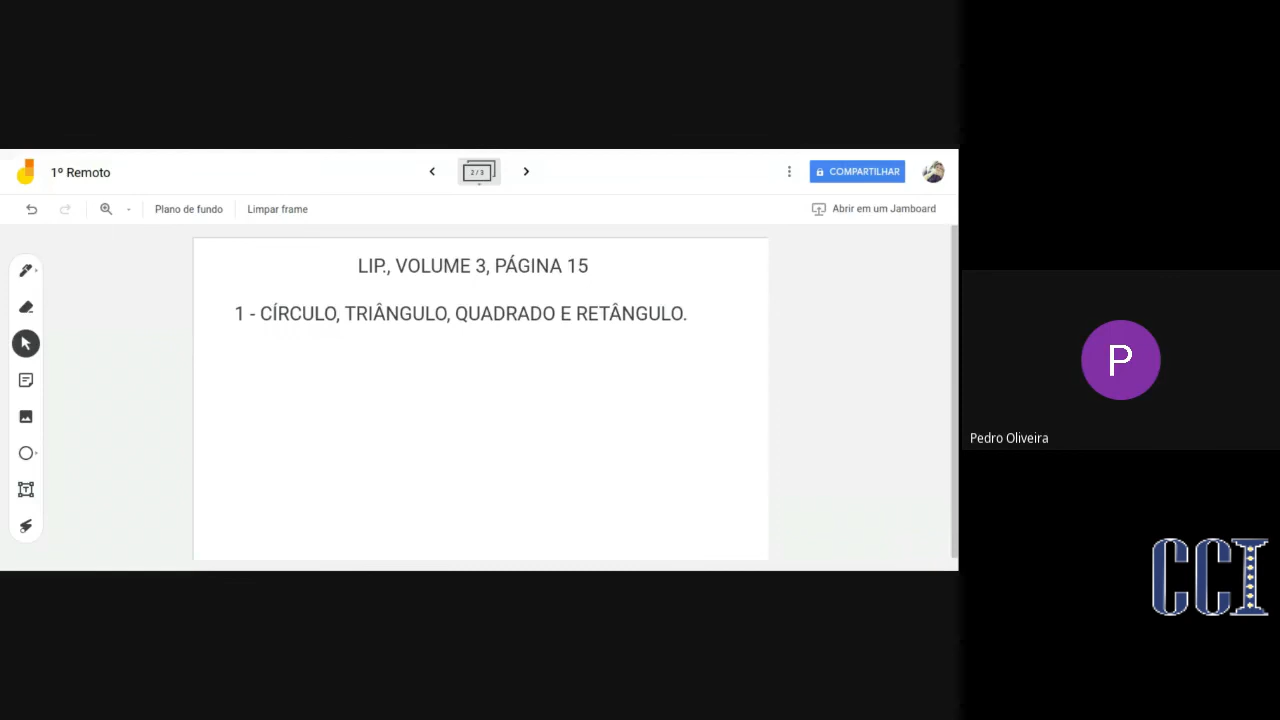 1º Remoto
2 / 3
COMPARTILHAR
Plano de fundo
Limpar frame
Abrir em um Jamboard
LIP., VOLUME 3, PÁGINA 15
1 - CÍRCULO, TRIÂNGULO, QUADRADO E RETÂNGULO.
P
Pedro Oliveira
CCI